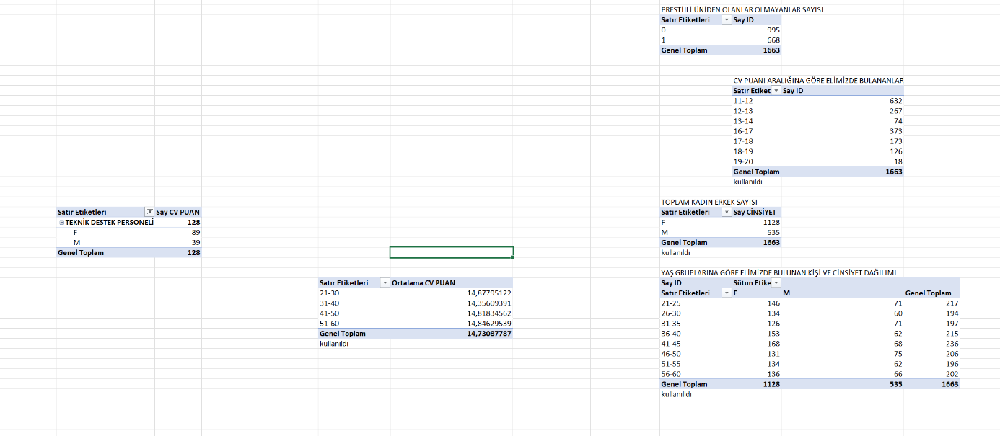 PRESTİJLİ ÜNİDEN OLANLAR OLMAYANLAR SAYISI
Satır Etiketleri Say ID
0 995
1 668
Genel Toplam 1663
CV PUANI ARALIĞINA GÖRE ELİMİZDE BULANANLAR
Satır Etiket Say ID
11-12 632
12-13 267
13-14 74
16-17 373
17-18 173
18-19 126
19-20 18
Genel Toplam 1663
kullanıldı
TOPLAM KADIN ERKEK SAYISI
Satır Etiketleri Say CİNSİYET
F 1128
M 535
Genel Toplam 1663
kullanıldı
Satır Etiketleri Say CV PUAN
TEKNİK DESTEK PERSONELİ 128
F 89
M 39
Genel Toplam 128
Satır Etiketleri Ortalama CV PUAN
21-30 14,87795122
31-40 14,35609391
41-50 14,81834562
51-60 14,84629539
Genel Toplam 14,73087787
kullanıldı
YAŞ GRUPLARINA GÖRE ELİMİZDE BULUNAN KİŞİ VE CİNSİYET DAĞILIMI
Say ID Sütun Etike
Satır Etiketleri F M Genel Toplam
21-25 146 71 217
26-30 134 60 194
31-35 126 71 197
36-40 153 62 215
41-45 168 68 236
46-50 131 75 206
51-55 134 62 196
56-60 136 66 202
Genel Toplam 1128 535 1663
kullanılldı